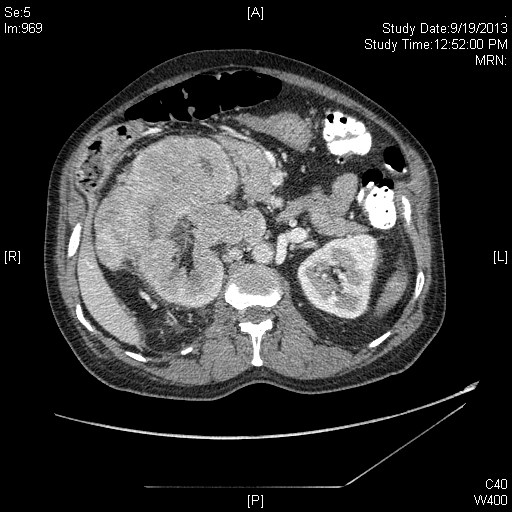 Se:5
Im:969
[A]
Study Date:9/19/2013
Study Time:12:52:00 PM
MRN:
[R]
[L]
[P]
C40
W400